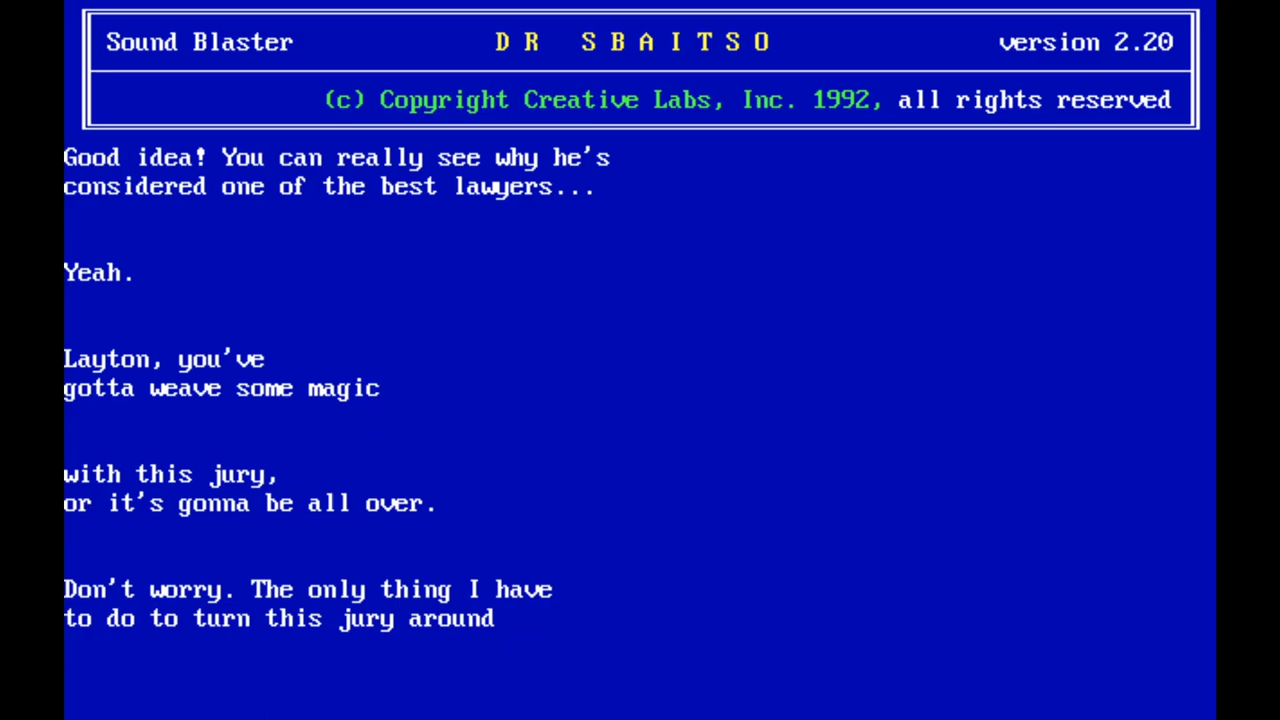 Sound Blaster D R S B A I T S O version 2.20
(c) Copyright Creative Labs, Inc. 1992, all rights reserved
Good idea! You can really see why he's
considered one of the best lawyers...
Yeah.
Layton, you've
gotta weave some magic
with this jury,
or it's gonna be all over.
Don't worry. The only thing I have
to do to turn this jury around